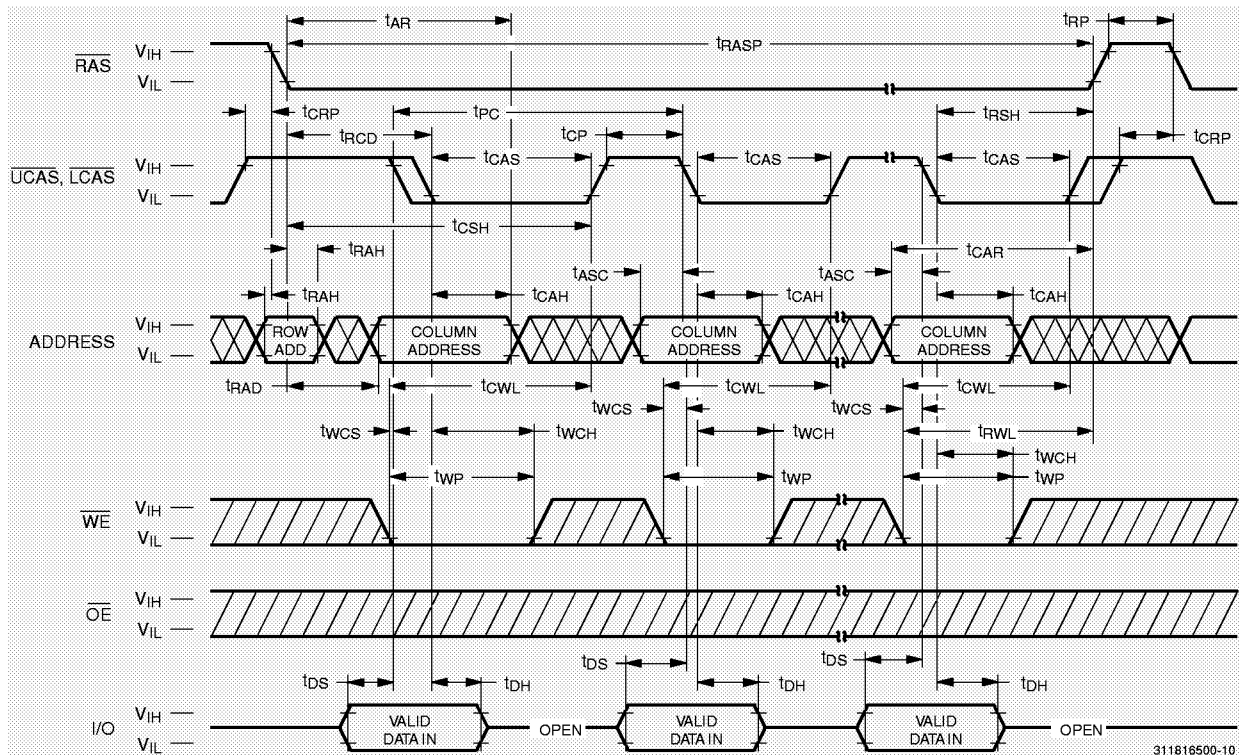 tAR
tRP
tRASP
RAS
VIH
VIL
tCRP
tPC
tRCD
tCP
tRSH
tCRP
tCAS
tCAS
tCAS
UCAS, LCAS
VIH
VIL
tCSH
tRAH
tCAR
tASC
tASC
tRAH
tCAH
tCAH
tCAH
ADDRESS
VIH
VIL
ROW
ADD
COLUMN
ADDRESS
COLUMN
ADDRESS
COLUMN
ADDRESS
tRAD
tCWL
tCWL
tCWL
tWCS
tWCS
tWCS
tWCH
tWCH
tRWL
tWCH
tWP
tWP
tWP
WE
VIH
VIL
OE
VIH
VIL
tDS
tDS
tDS
tDH
tDH
tDH
I/O
VIH
VIL
VALID
DATA IN
OPEN
VALID
DATA IN
VALID
DATA IN
OPEN
311816500-10